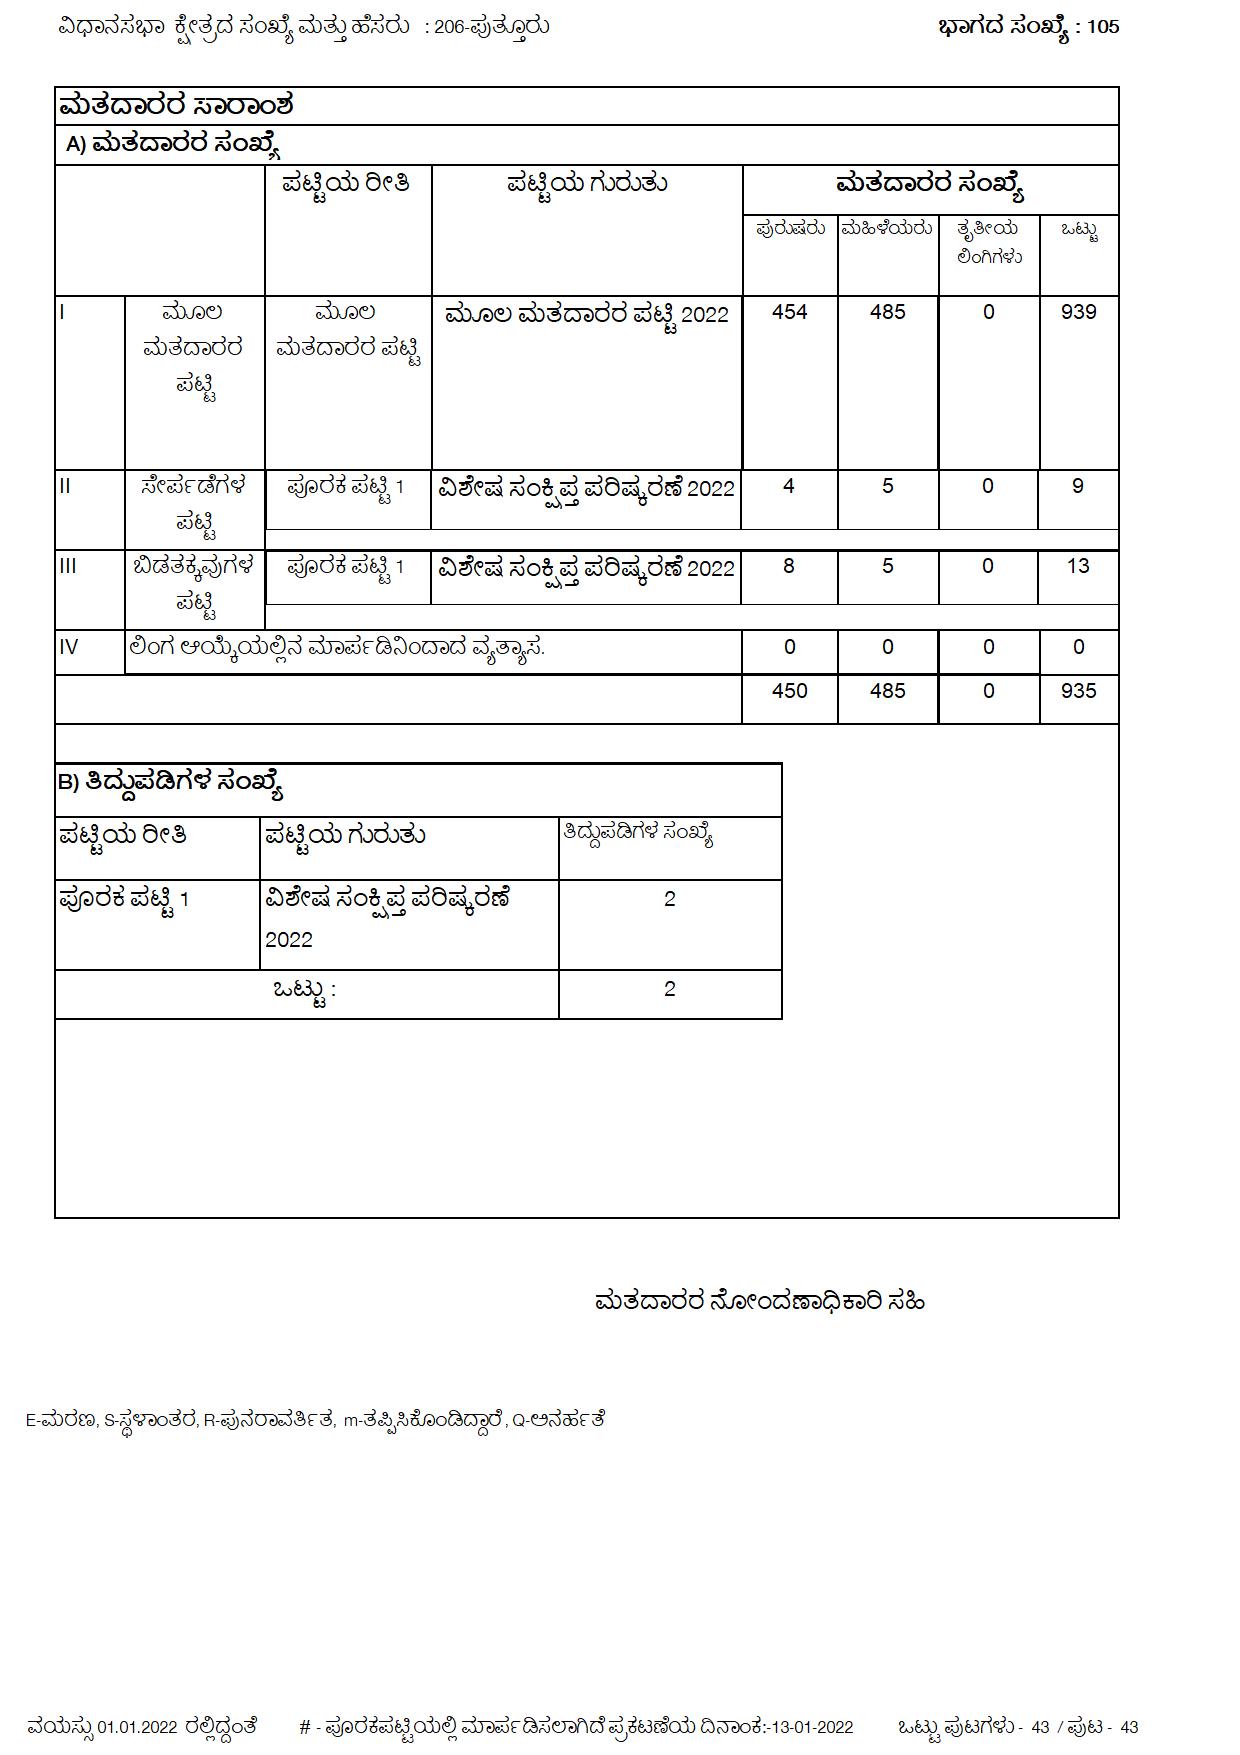 ವಿಧಾನಸಭಾ ಕ್ಷೇತ್ರದ ಸಂಖ್ಯೆ ಮತ್ತು ಹೆಸರು : 206-ಪುತ್ತೂರು ಭಾಗದ ಸಂಖ್ಯೆ : 105
ಮತದಾರರ ಸಾರಾಂಶ
A) ಮತದಾರರ ಸಂಖ್ಯೆ
ಪಟ್ಟಿಯ ರೀತಿ ಪಟ್ಟಿಯ ಗುರುತು ಮತದಾರರ ಸಂಖ್ಯೆ
ಪುರುಷರು ಮಹಿಳೆಯರು ತೃತೀಯ ಒಟ್ಟು
ಲಿಂಗಿಗಳು
I ಮೂಲ ಮೂಲ ಮೂಲ ಮತದಾರರ ಪಟ್ಟಿ 2022 454 485 0 939
ಮತದಾರರ ಮತದಾರರ ಪಟ್ಟಿ
ಪಟ್ಟಿ
II ಸೇರ್ಪಡೆಗಳ ಪೂರಕ ಪಟ್ಟಿ 1 ವಿಶೇಷ ಸಂಕ್ಷಿಪ್ತ ಪರಿಷ್ಕರಣೆ 2022 4 5 0 9
ಪಟ್ಟಿ
III ಬಿಡತಕ್ಕವುಗಳ ಪೂರಕ ಪಟ್ಟಿ 1 ವಿಶೇಷ ಸಂಕ್ಷಿಪ್ತ ಪರಿಷ್ಕರಣೆ 2022 8 5 0 13
ಪಟ್ಟಿ
IV ಲಿಂಗ ಆಯ್ಕೆಯಲ್ಲಿನ ಮಾರ್ಪಡಿನಿಂದಾದ ವ್ಯತ್ಯಾಸ. 0 0 0 0
450 485 0 935
B) ತಿದ್ದುಪಡಿಗಳ ಸಂಖ್ಯೆ
ಪಟ್ಟಿಯ ರೀತಿ ಪಟ್ಟಿಯ ಗುರುತು ತಿದ್ದುಪಡಿಗಳ ಸಂಖ್ಯೆ
ಪೂರಕ ಪಟ್ಟಿ 1 ವಿಶೇಷ ಸಂಕ್ಷಿಪ್ತ ಪರಿಷ್ಕರಣೆ 2
2022
ಒಟ್ಟು : 2
ಮತದಾರರ ನೋಂದಣಾಧಿಕಾರಿ ಸಹಿ
E-ಮರಣ, S-ಸ್ಥಳಾಂತರ, R-ಪುನರಾವರ್ತಿತ, m-ತಪ್ಪಿಸಿಕೊಂಡಿದ್ದಾರೆ, Q-ಅನರ್ಹತೆ
ವಯಸ್ಸು 01.01.2022 ರಲ್ಲಿದ್ದಂತೆ # - ಪೂರಕಪಟ್ಟಿಯಲ್ಲಿ ಮಾರ್ಪಡಿಸಲಾಗಿದೆ ಪ್ರಕಟಣೆಯ ದಿನಾಂಕ:-13-01-2022 ಒಟ್ಟು ಪುಟಗಳು - 43 / ಪುಟ - 43